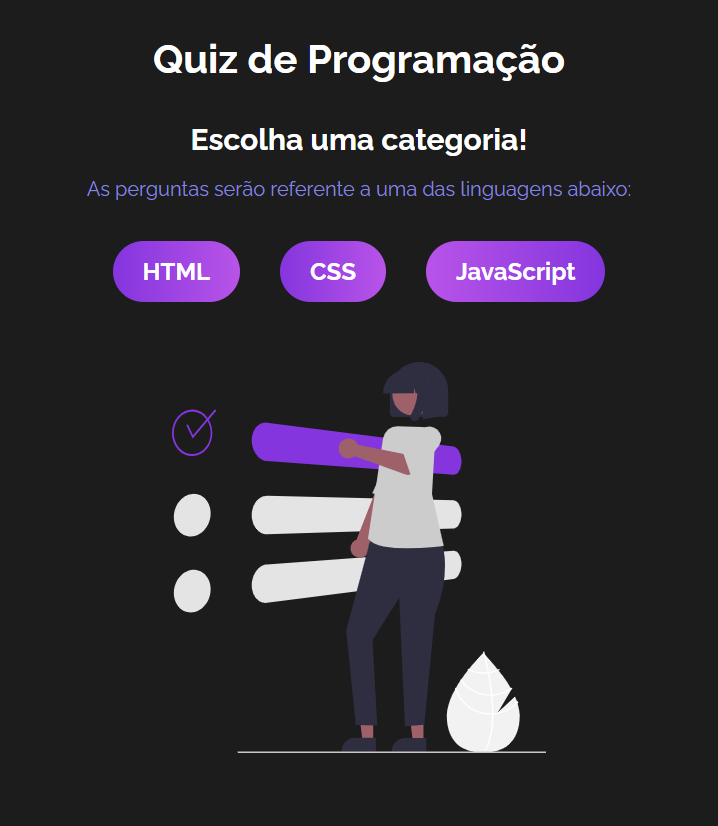 Quiz de Programação
Escolha uma categoria!
As perguntas serão referente a uma das linguagens abaixo:
HTML
CSS
JavaScript